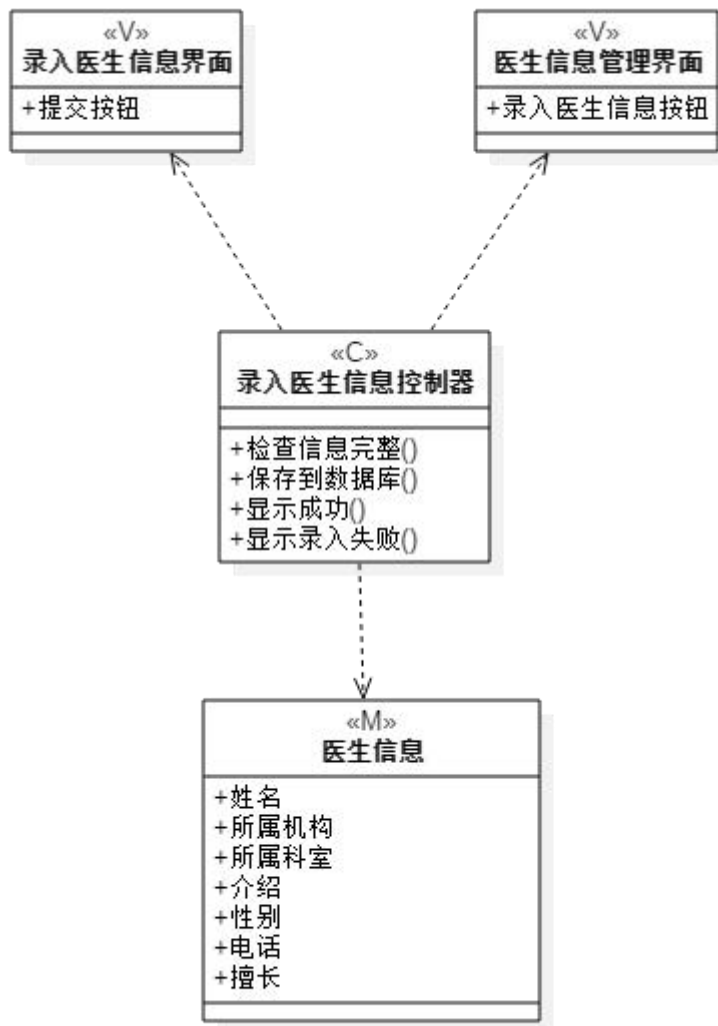 «V»
录入医生信息界面
+提交按钮
«V»
医生信息管理界面
+录入医生信息按钮
«C»
录入医生信息控制器
+检查信息完整()
+保存到数据库()
+显示成功()
+显示录入失败()
«M»
医生信息
+姓名
+所属机构
+所属科室
+介绍
+性别
+电话
+擅长